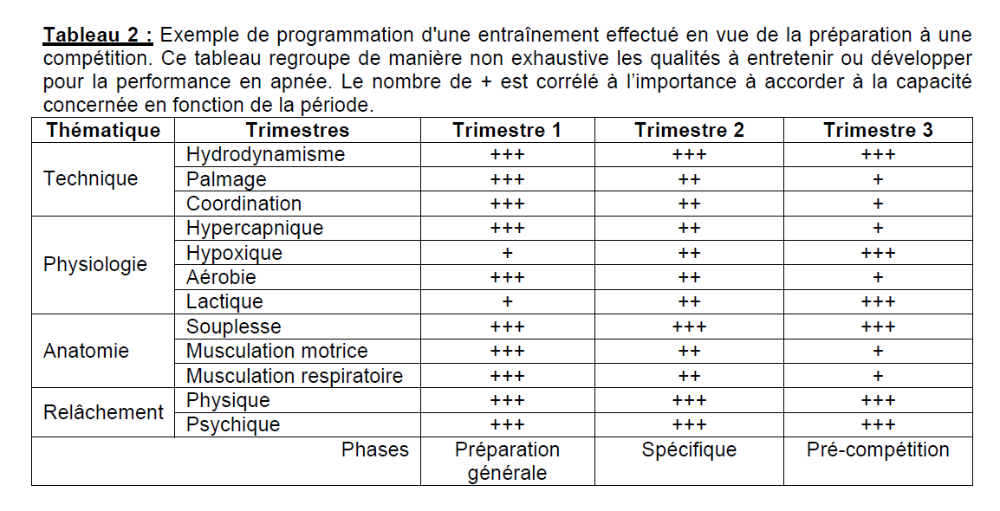 Tableau 2 : Exemple de programmation d'une entraînement effectué en vue de la préparation à une
compétition. Ce tableau regroupe de manière non exhaustive les qualités à entretenir ou développer
pour la performance en apnée. Le nombre de + est corrélé à l’importance à accorder à la capacité
concernée en fonction de la période.
Thématique Trimestres Trimestre 1 Trimestre 2 Trimestre 3
Technique
Hydrodynamisme +++ +++ +++
Palmage +++ ++ +
Coordination +++ ++ +
Physiologie
Hypercapnique +++ ++ +
Hypoxique + ++ +++
Aérobie +++ ++ +
Lactique + ++ +++
Anatomie
Souplesse +++ +++ +++
Musculation motrice +++ ++ +
Musculation respiratoire +++ ++ +
Relâchement
Physique +++ +++ +++
Psychique +++ +++ +++
Phases Préparation Spécifique Pré-compétition
générale